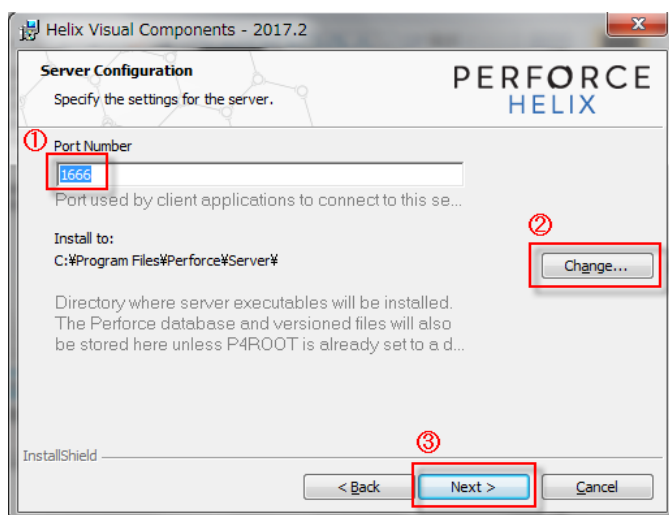 Helix Visual Components - 2017.2
Server Configuration
Specify the settings for the server.
PERFORCE
HELIX
①
Port Number
1666
Port used by client applications to connect to this se...
②
Install to:
C:¥Program Files¥Perforce¥Server¥
Change...
Directory where server executables will be installed.
The Perforce database and versioned files will also
be stored here unless P4ROOT is already set to a d...
③
InstallShield
< Back
Next >
Cancel